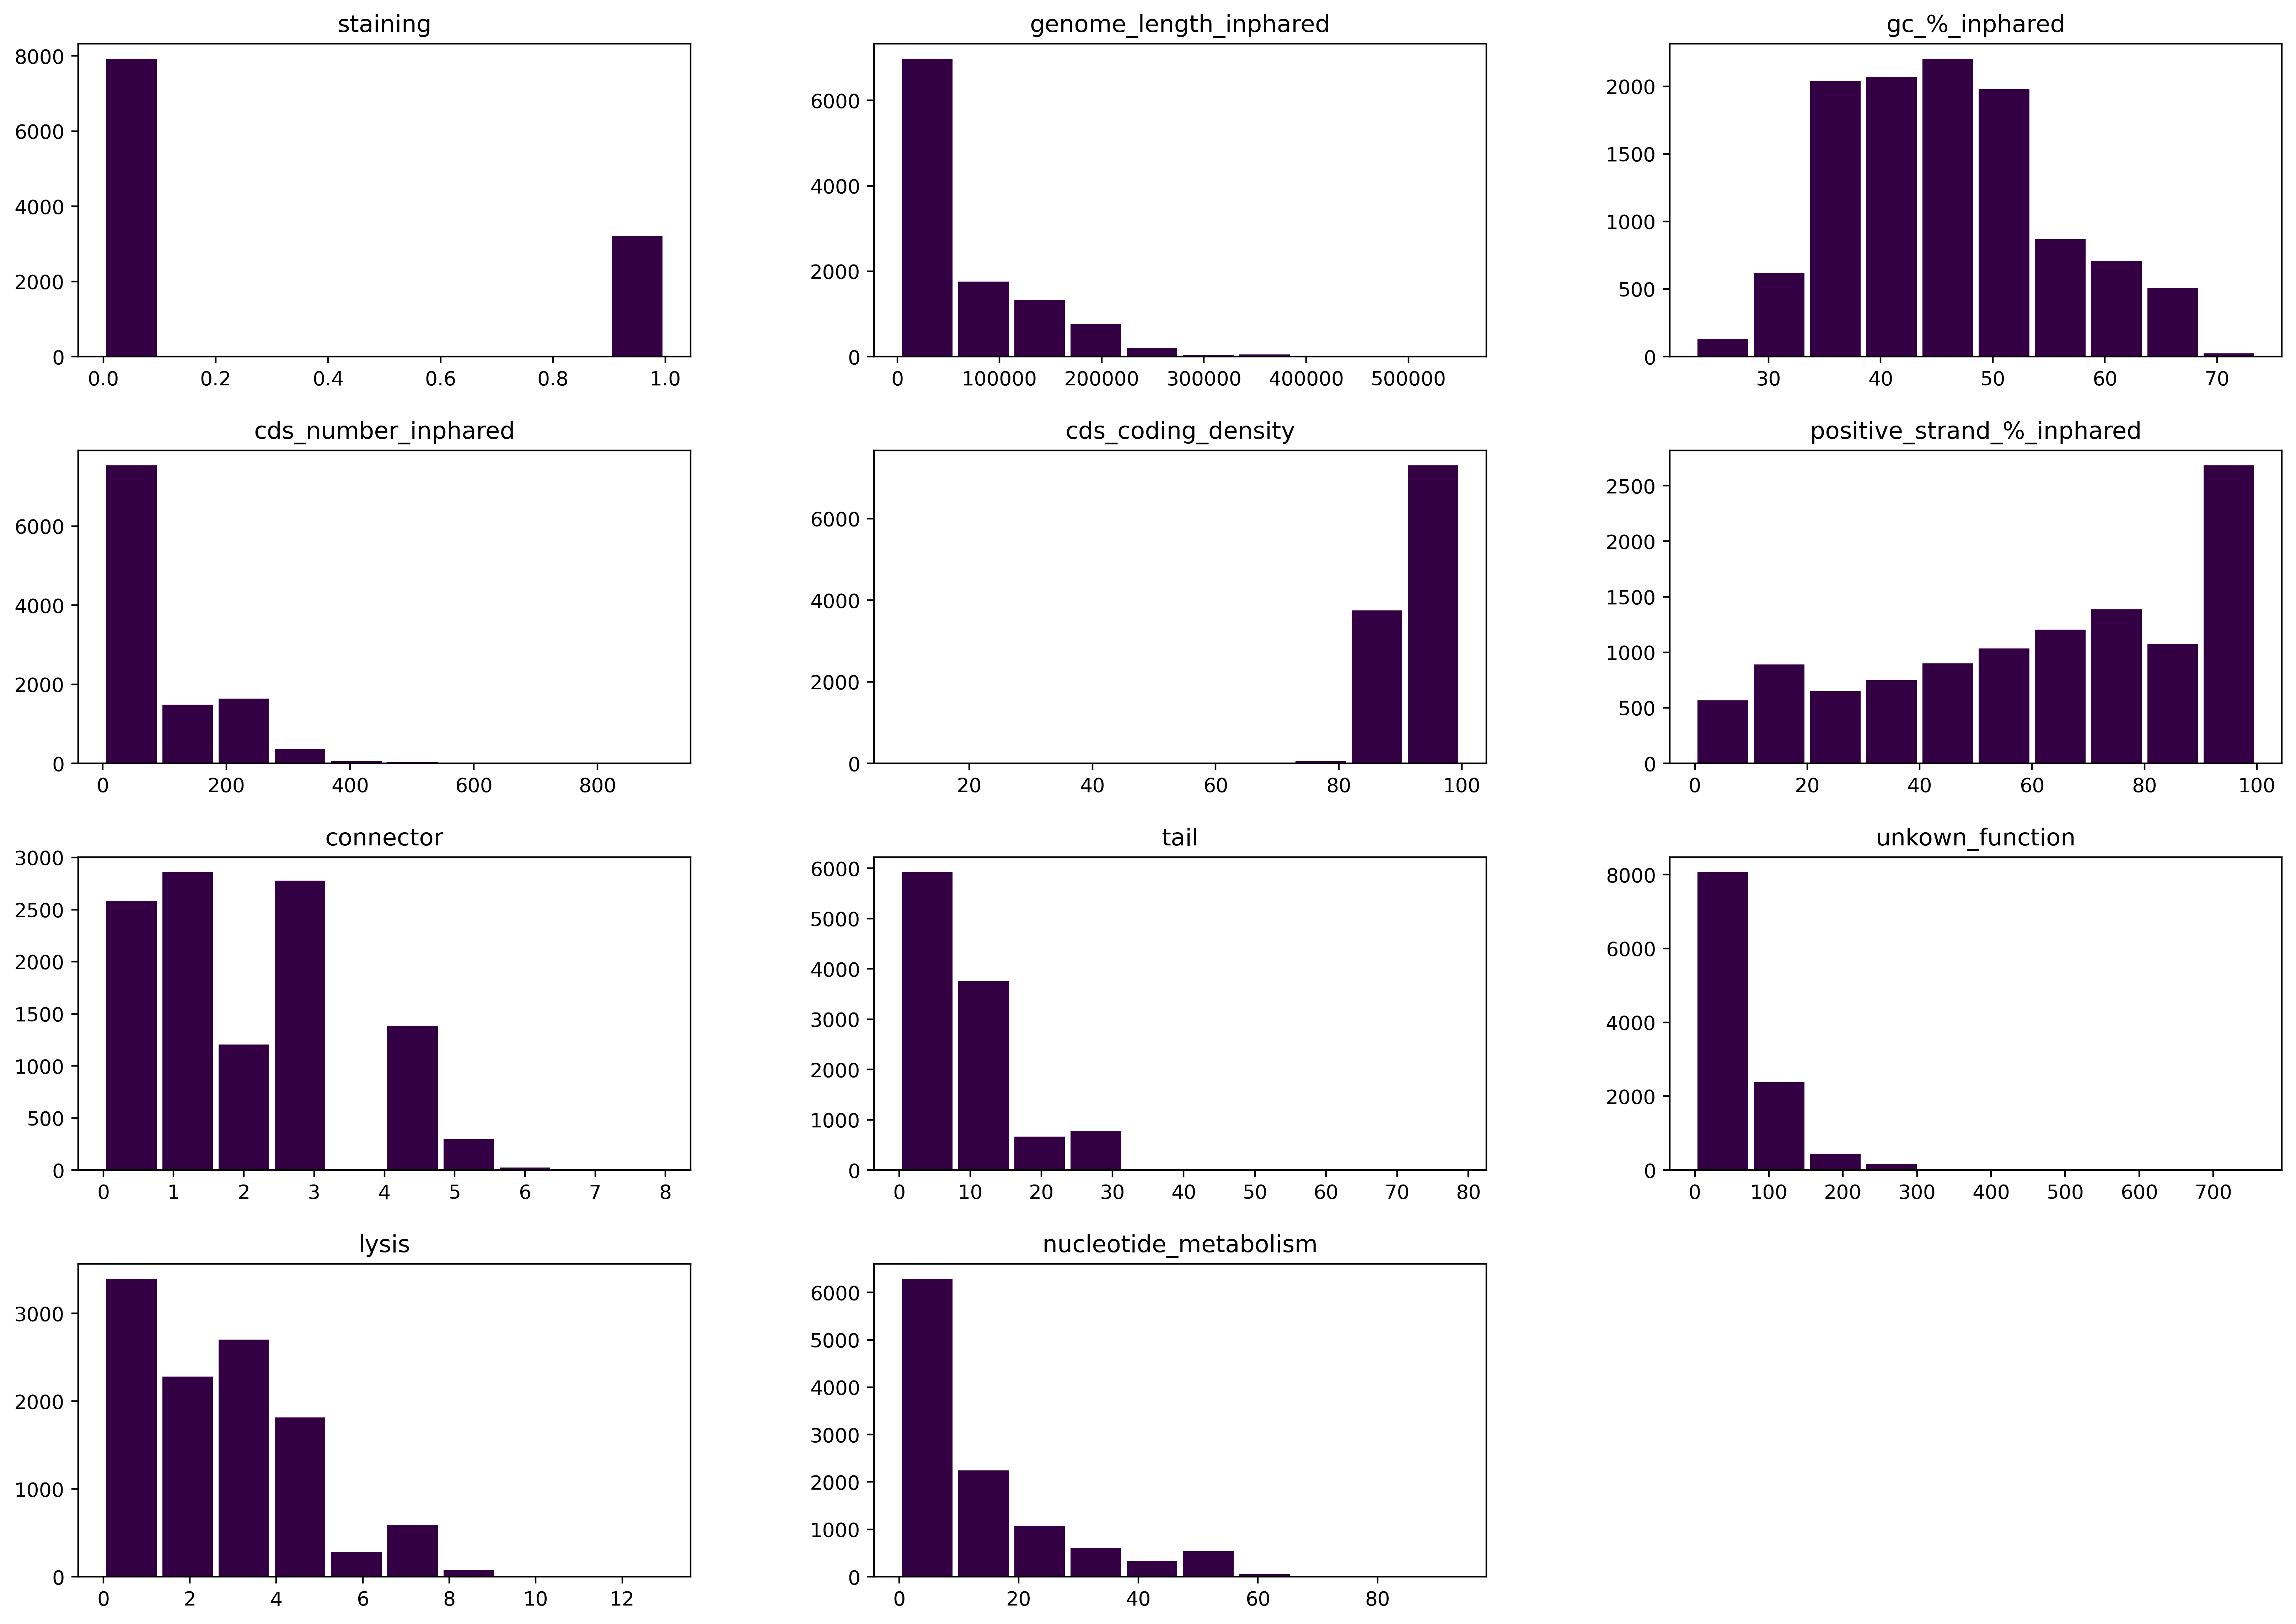 staining
8000
6000
4000
2000
0
0.0 0.2 0.4 0.6 0.8 1.0
genome_length_inphared
6000
4000
2000
0
0 100000 200000 300000 400000 500000
gc_%_inphared
2000
1500
1000
500
0
30 40 50 60 70
cds_number_inphared
6000
4000
2000
0
0 200 400 600 800
cds_coding_density
6000
4000
2000
0
20 40 60 80 100
positive_strand_%_inphared
2500
2000
1500
1000
500
0
0 20 40 60 80 100
connector
3000
2500
2000
1500
1000
500
0
0 1 2 3 4 5 6 7 8
tail
6000
5000
4000
3000
2000
1000
0
0 10 20 30 40 50 60 70 80
unkown_function
8000
6000
4000
2000
0
0 100 200 300 400 500 600 700
lysis
3000
2000
1000
0
0 2 4 6 8 10 12
nucleotide_metabolism
6000
5000
4000
3000
2000
1000
0
0 20 40 60 80